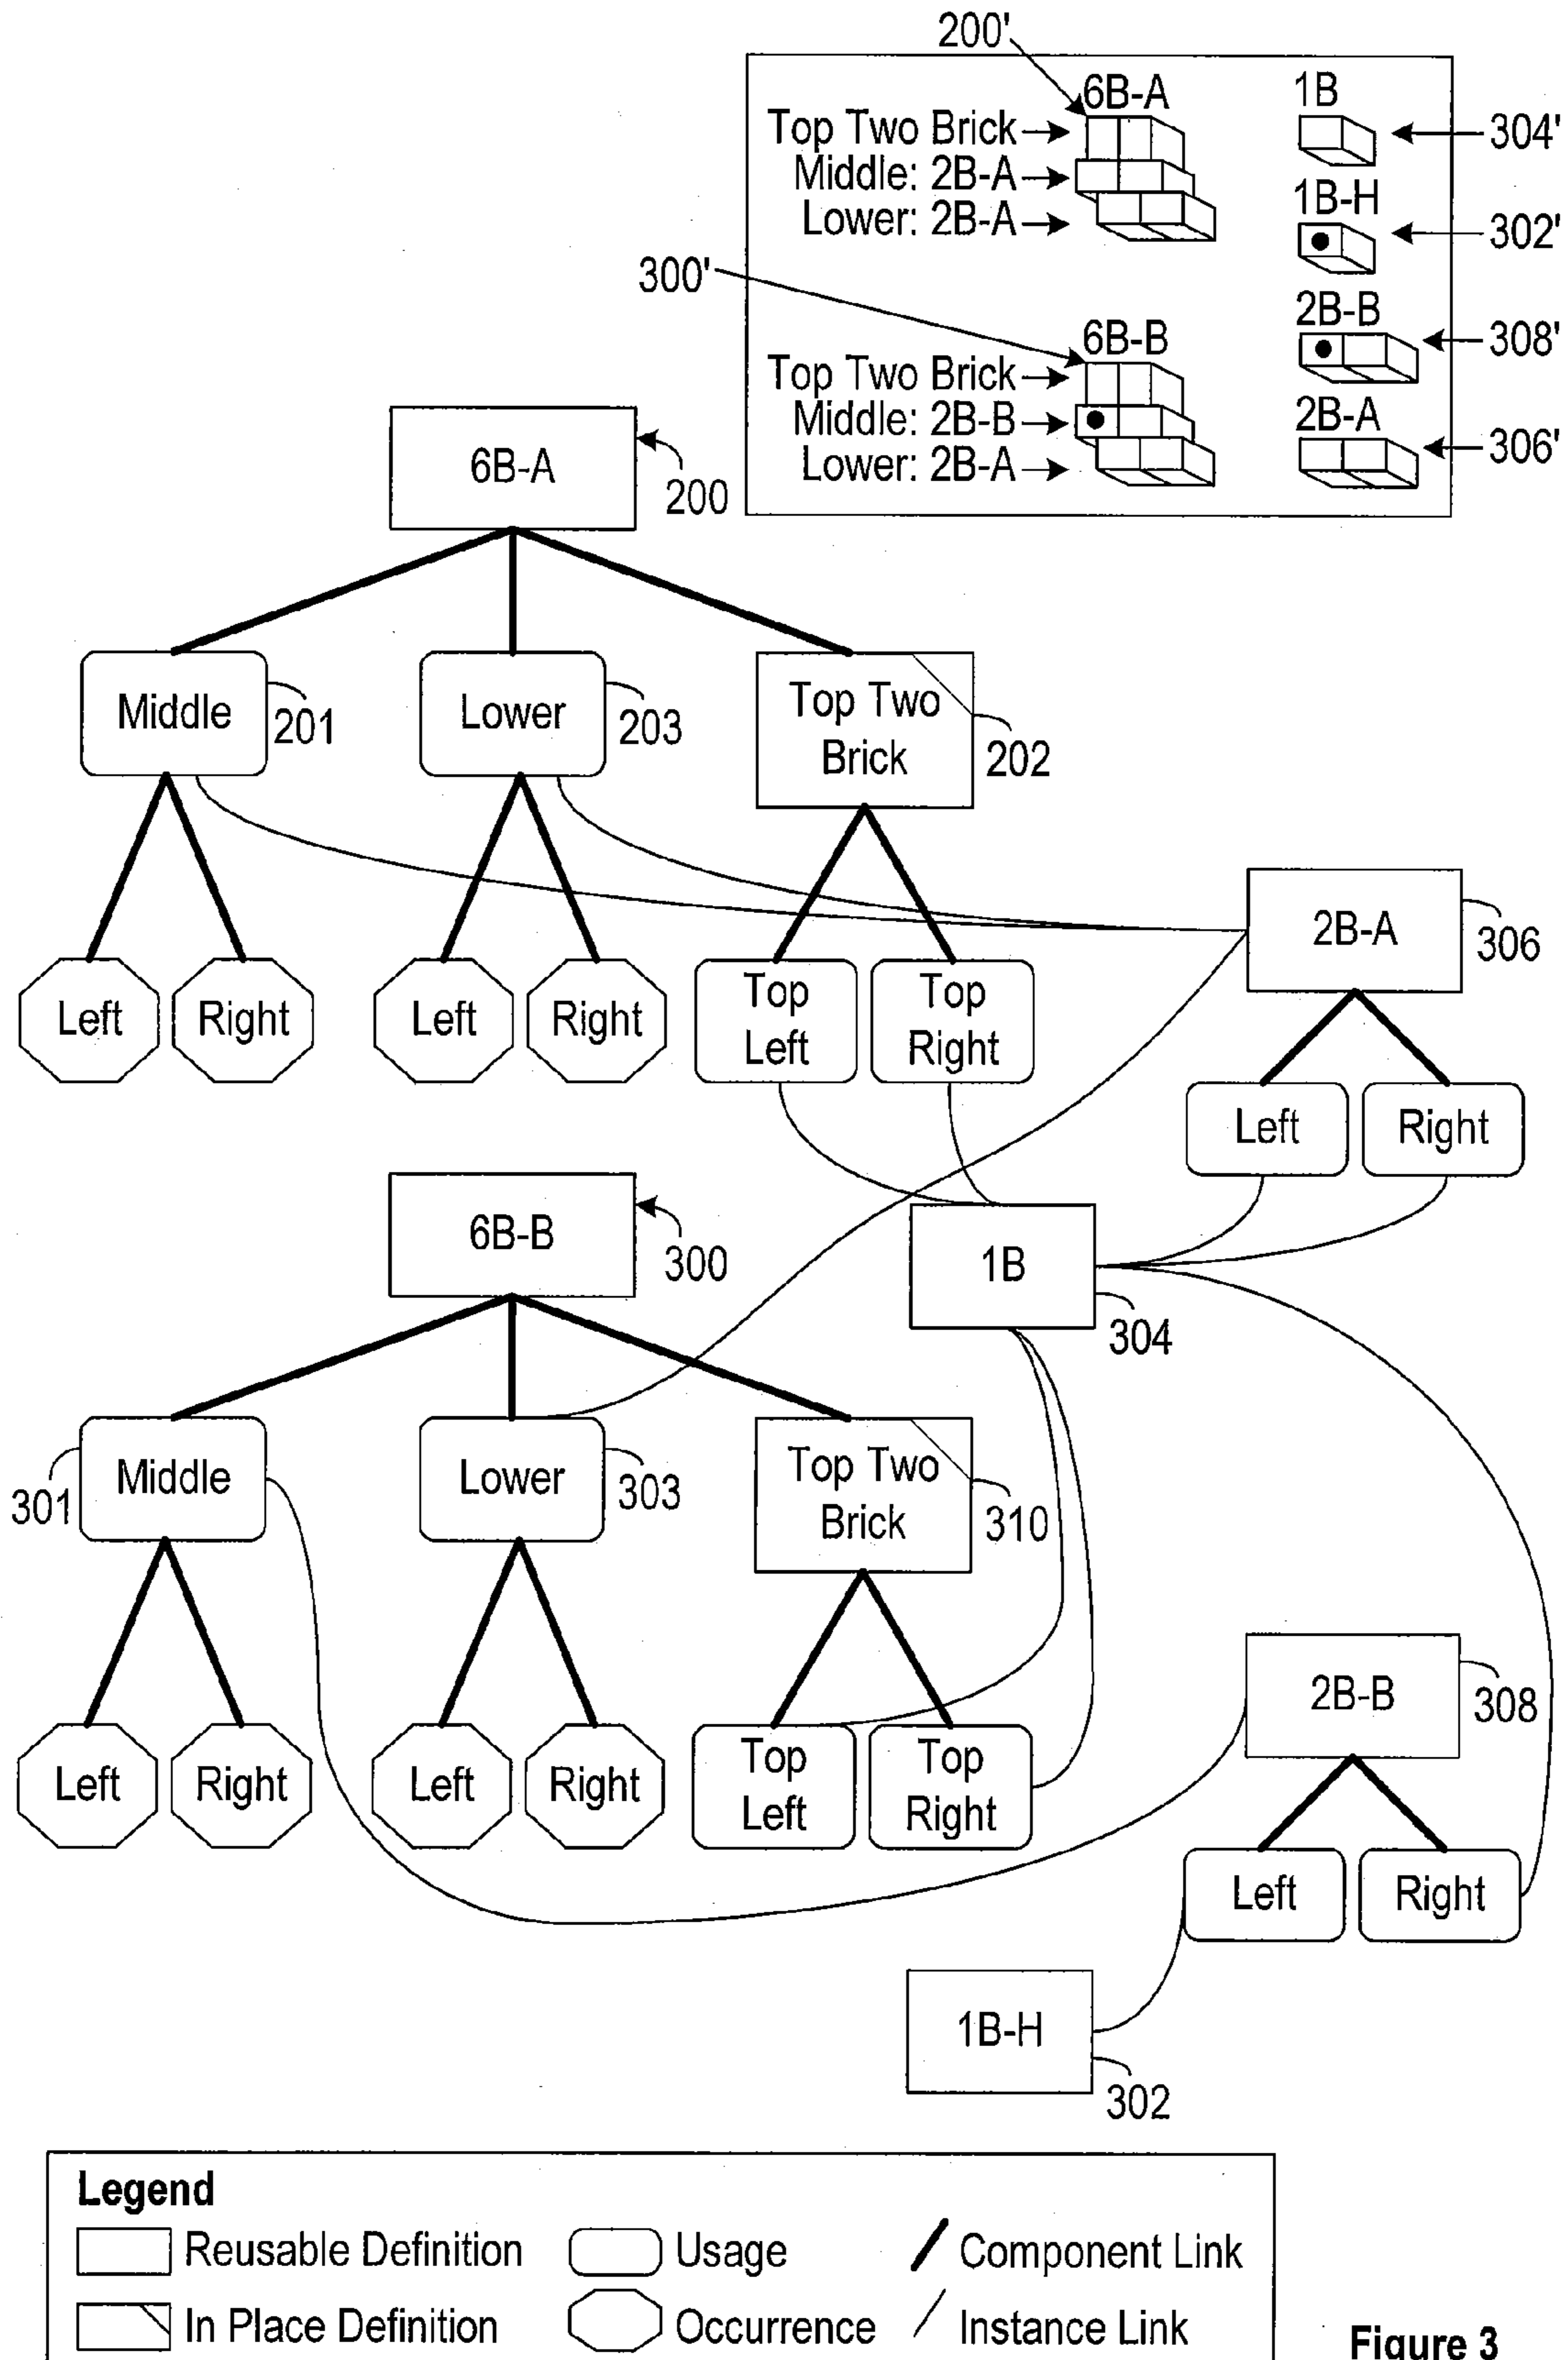 200'
6B-A
1B
Top Two Brick
304'
Middle: 2B-A
1B-H
Lower: 2B-A
302'
300'
2B-B
6B-B
308'
Top Two Brick
Middle: 2B-B
2B-A
Lower: 2B-A
306'
6B-A
200
Middle
201
Lower
203
Top Two
Brick
202
2B-A
306
Left
Right
Left
Right
Top
Left
Top
Right
Left
Right
6B-B
300
1B
304
Middle
301
Lower
303
Top Two
Brick
310
2B-B
308
Left
Right
Left
Right
Top
Left
Top
Right
Left
Right
1B-H
302
Legend
Reusable Definition
Usage
Component Link
In Place Definition
Occurrence
Instance Link
Figure 3